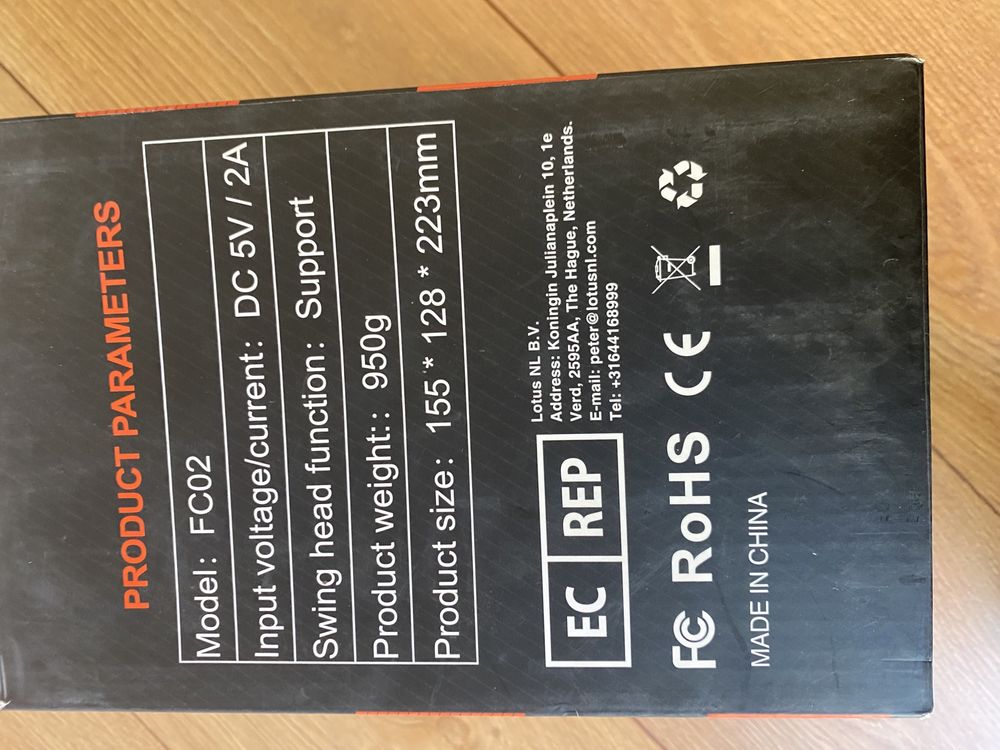 PRODUCT PARAMETERS
Model: FC02
Input voltage/current: DC 5V / 2A
Swing head function: Support
Product weight:: 950g
Product size: 155 * 128 * 223mm
EC REP
Lotus NL B.V.
Address: Koningin Julianaplein 10, 1e
Verd, 2595AA, The Hague, Netherlands.
E-mail: peter@lotusnl.com
Tel: +31644168999
FC RoHS CE
MADE IN CHINA